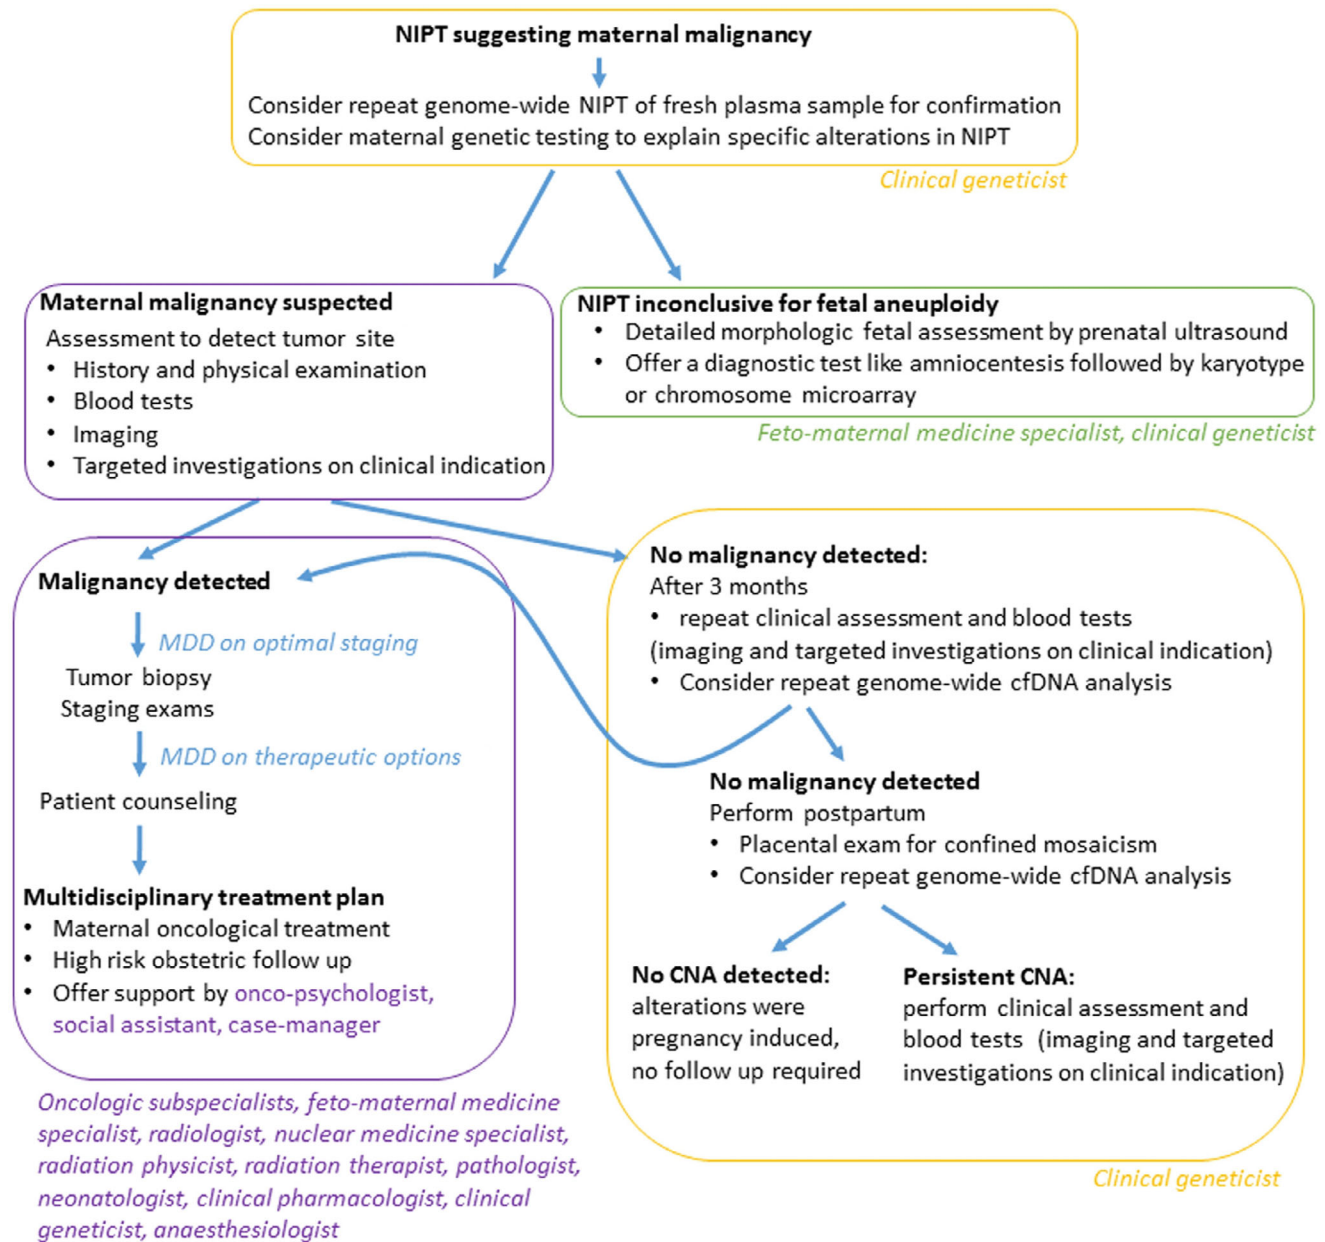 NIPT suggesting maternal malignancy
Consider repeat genome-wide NIPT of fresh plasma sample for confirmation
Consider maternal genetic testing to explain specific alterations in NIPT
Clinical geneticist
Maternal malignancy suspected
Assessment to detect tumor site
• History and physical examination
• Blood tests
• Imaging
• Targeted investigations on clinical indication
NIPT inconclusive for fetal aneuploidy
• Detailed morphologic fetal assessment by prenatal ultrasound
• Offer a diagnostic test like amniocentesis followed by karyotype
or chromosome microarray
Feto-maternal medicine specialist, clinical geneticist
Malignancy detected
MDD on optimal staging
Tumor biopsy
Staging exams
MDD on therapeutic options
Patient counseling
Multidisciplinary treatment plan
• Maternal oncological treatment
• High risk obstetric follow up
• Offer support by onco-psychologist,
social assistant, case-manager
Oncologic subspecialists, feto-maternal medicine
specialist, radiologist, nuclear medicine specialist,
radiation physicist, radiation therapist, pathologist,
neonatologist, clinical pharmacologist, clinical
geneticist, anaesthesiologist
No malignancy detected:
After 3 months
• repeat clinical assessment and blood tests
(imaging and targeted investigations on clinical indication)
• Consider repeat genome-wide cfDNA analysis
No malignancy detected
Perform postpartum
• Placental exam for confined mosaicism
• Consider repeat genome-wide cfDNA analysis
No CNA detected:
alterations were
pregnancy induced,
no follow up required
Persistent CNA:
perform clinical assessment and
blood tests (imaging and targeted
investigations on clinical indication)
Clinical geneticist